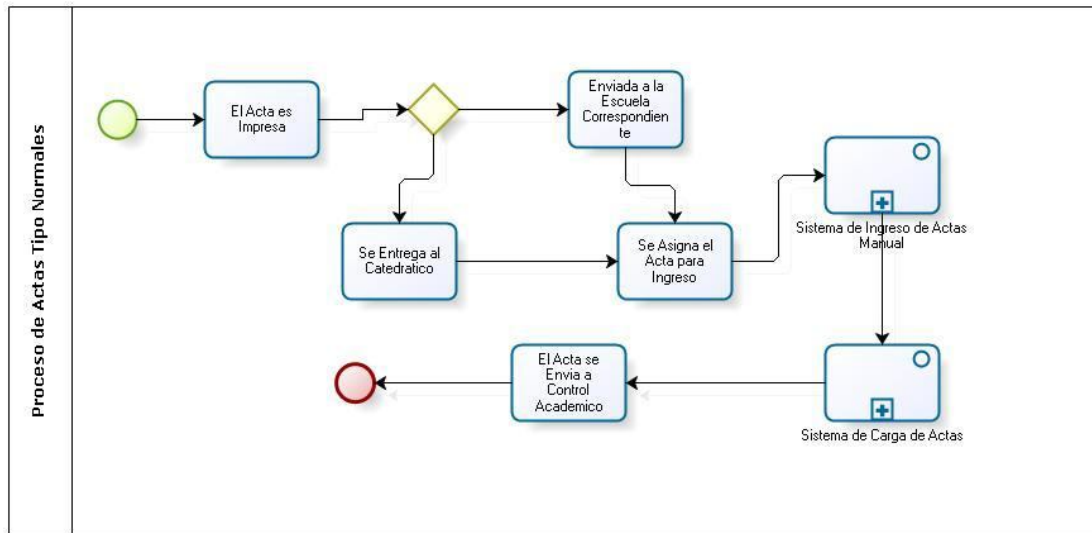 Proceso de Actas Tipo Normales
El Acta es
Impresa
Enviada a la
Escuela
Correspondien
te
Se Entrega al
Catedratico
Se Asigna el
Acta para
Ingreso
Sistema de Ingreso de Actas
Manual
El Acta se
Envia a
Control
Academico
Sistema de Carga de Actas